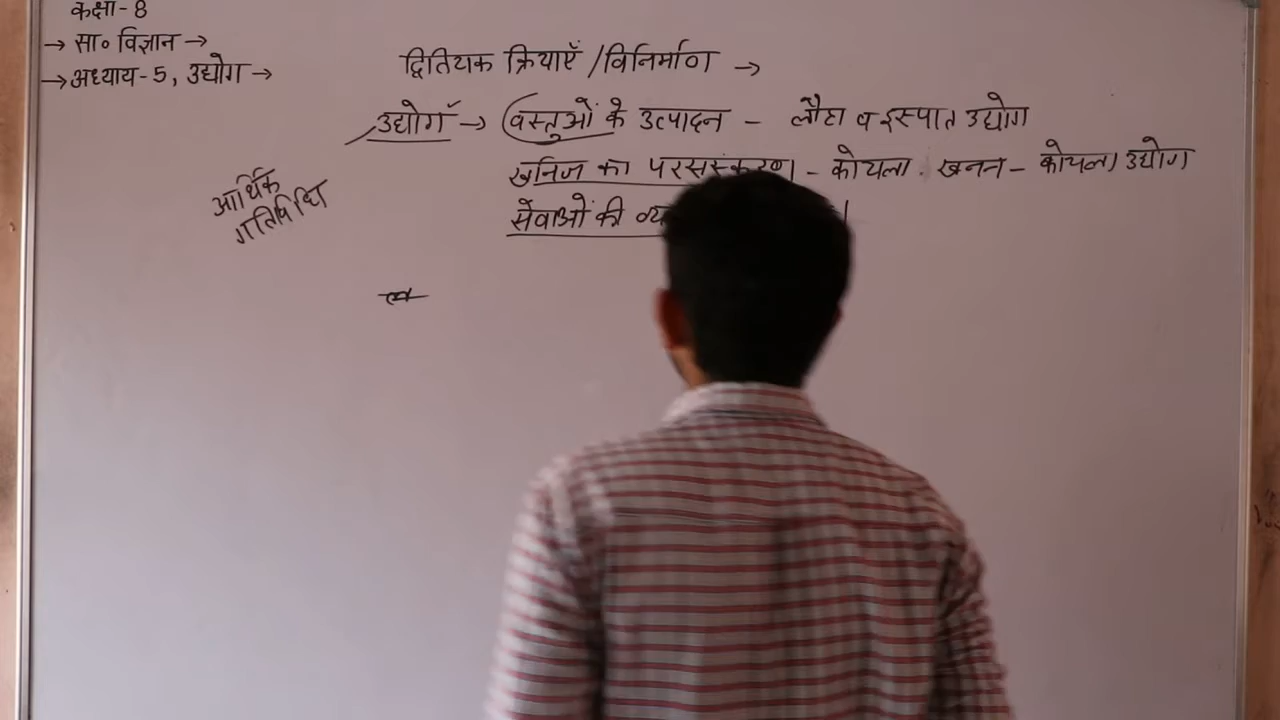 कक्षा - 8
→ सा० विज्ञान →
→ अध्याय - 5, उद्योग →
द्वितियक क्रियाएँ / विनिर्माण →
उद्योग → वस्तुओं के उत्पादन - लौहा व इस्पात उद्योग
खनिज का परसंस्करण - कोयला खनन - कोयला उद्योग
सेवाओं की
आर्थिक
गतिविधि